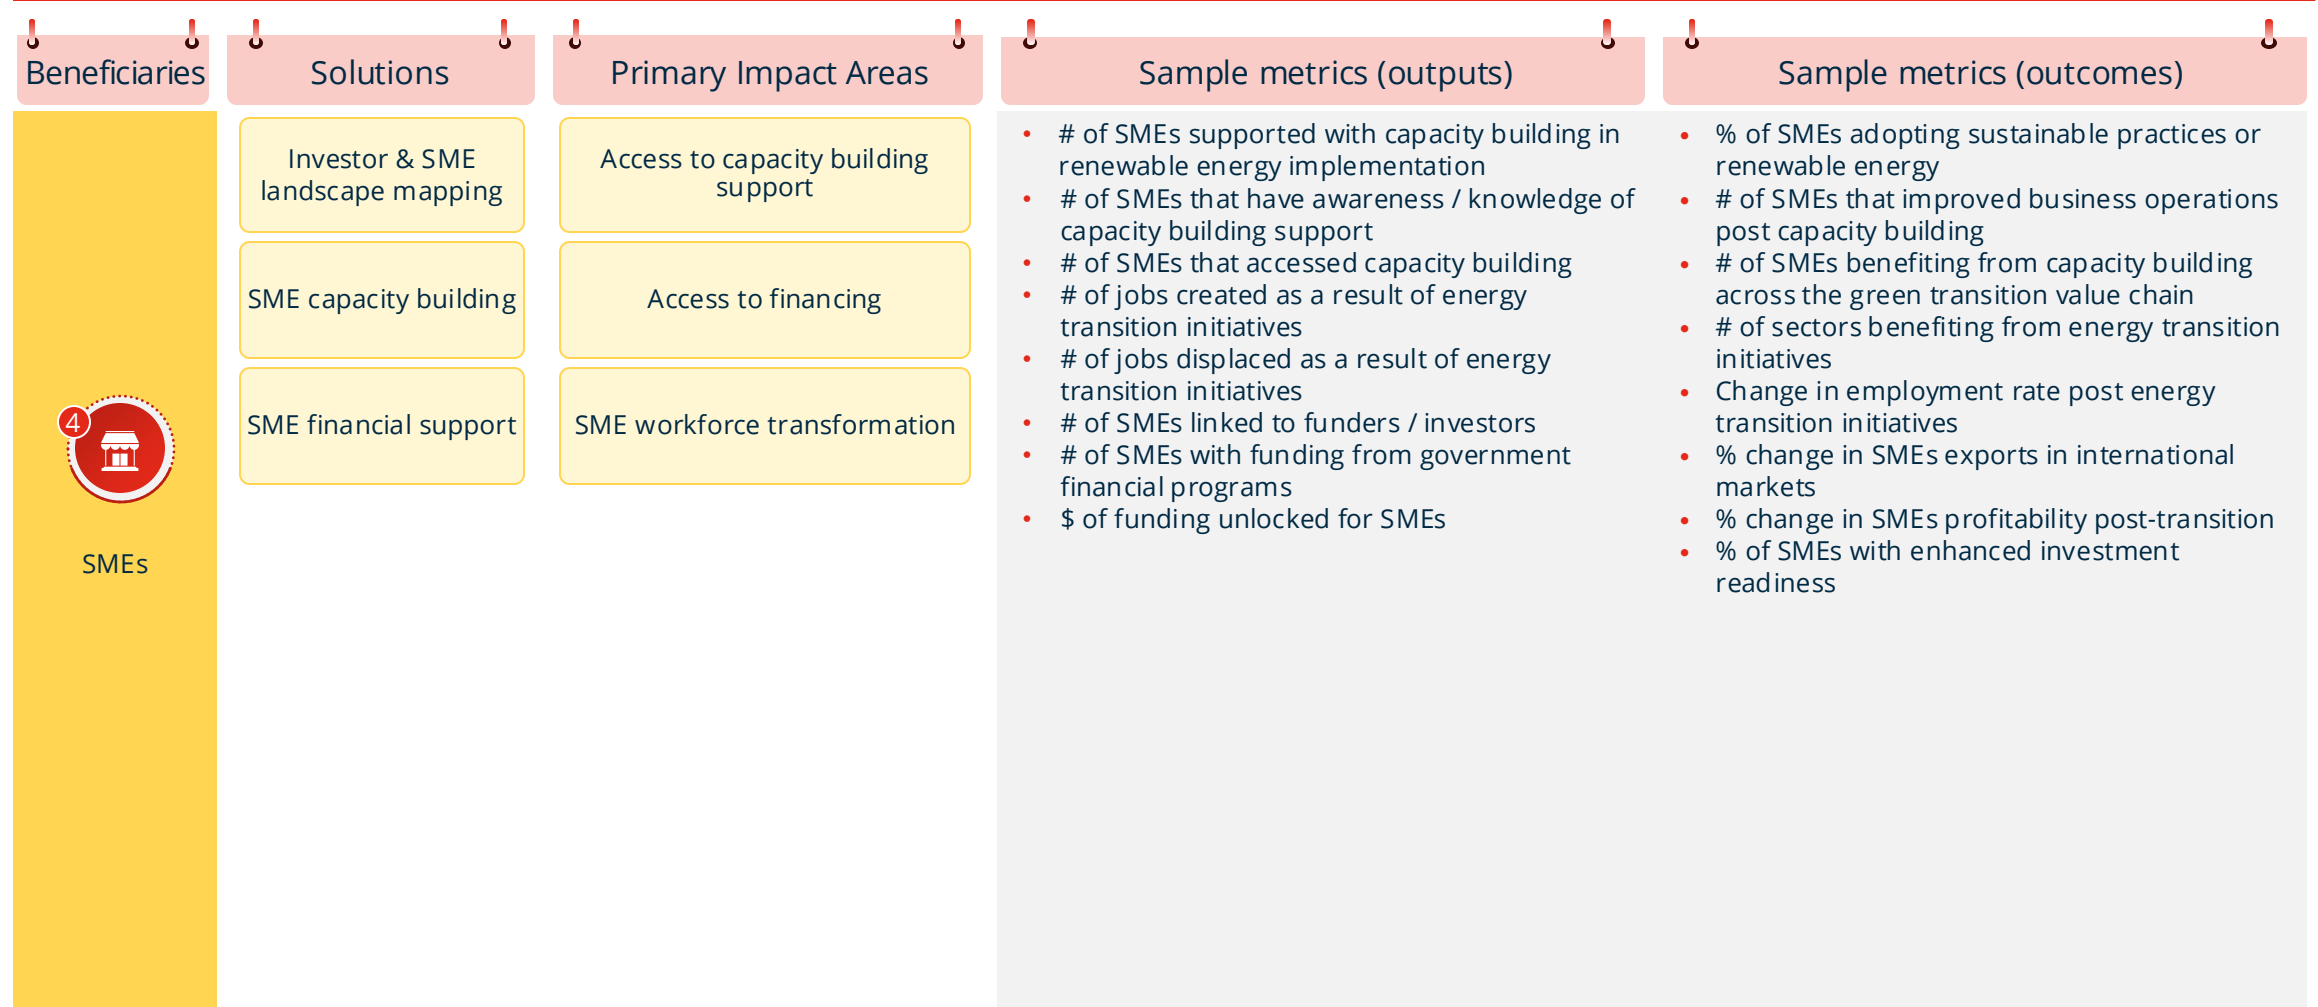 Beneficiaries
Solutions
Primary Impact Areas
Sample metrics (outputs)
Sample metrics (outcomes)
4
SMEs
Investor & SME
landscape mapping
SME capacity building
SME financial support
Access to capacity building
support
Access to financing
SME workforce transformation
• # of SMEs supported with capacity building in
renewable energy implementation
• # of SMEs that have awareness / knowledge of
capacity building support
• # of SMEs that accessed capacity building
• # of jobs created as a result of energy
transition initiatives
• # of jobs displaced as a result of energy
transition initiatives
• # of SMEs linked to funders / investors
• # of SMEs with funding from government
financial programs
• $ of funding unlocked for SMEs
• % of SMEs adopting sustainable practices or
renewable energy
• # of SMEs that improved business operations
post capacity building
• # of SMEs benefiting from capacity building
across the green transition value chain
• # of sectors benefiting from energy transition
initiatives
• Change in employment rate post energy
transition initiatives
• % change in SMEs exports in international
markets
• % change in SMEs profitability post-transition
• % of SMEs with enhanced investment
readiness